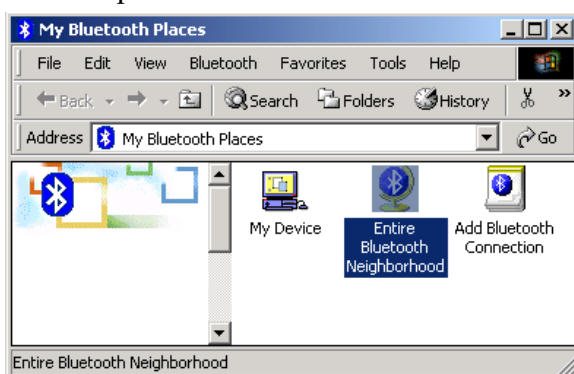 My Bluetooth Places
File Edit View Bluetooth Favorites Tools Help
Back Search Folders History »
Address My Bluetooth Places Go
My Device
Entire
Bluetooth
Neighborhood
Add Bluetooth
Connection
Entire Bluetooth Neighborhood